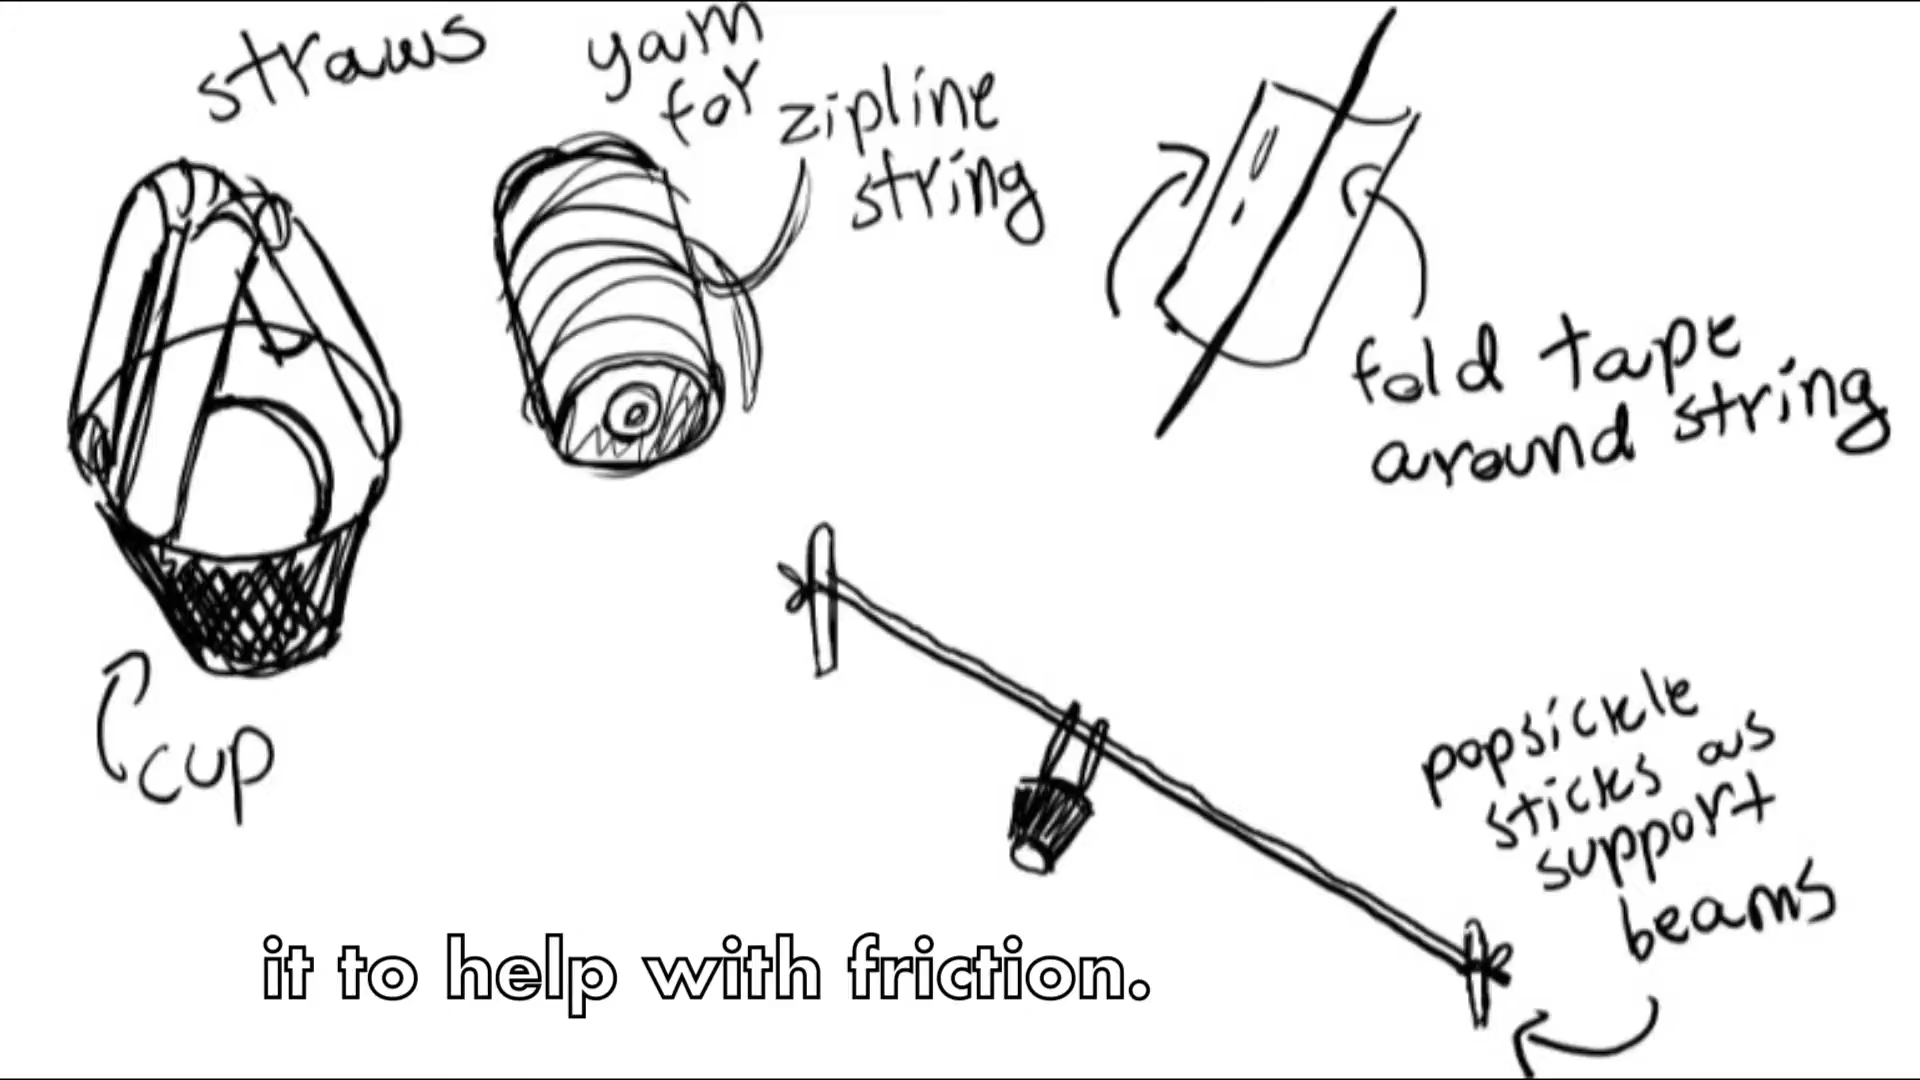 straws
yarn
for
zipline
string
fold tape
around string
cup
popsickle
sticks as
support
beams
it to help with friction.